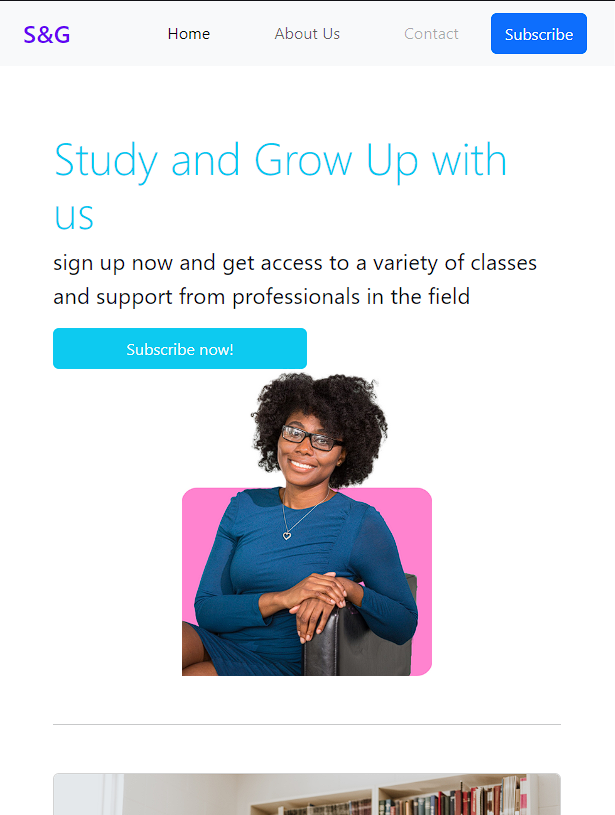 S&G Home About Us Contact Subscribe
Study and Grow Up with
us
sign up now and get access to a variety of classes
and support from professionals in the field
Subscribe now!